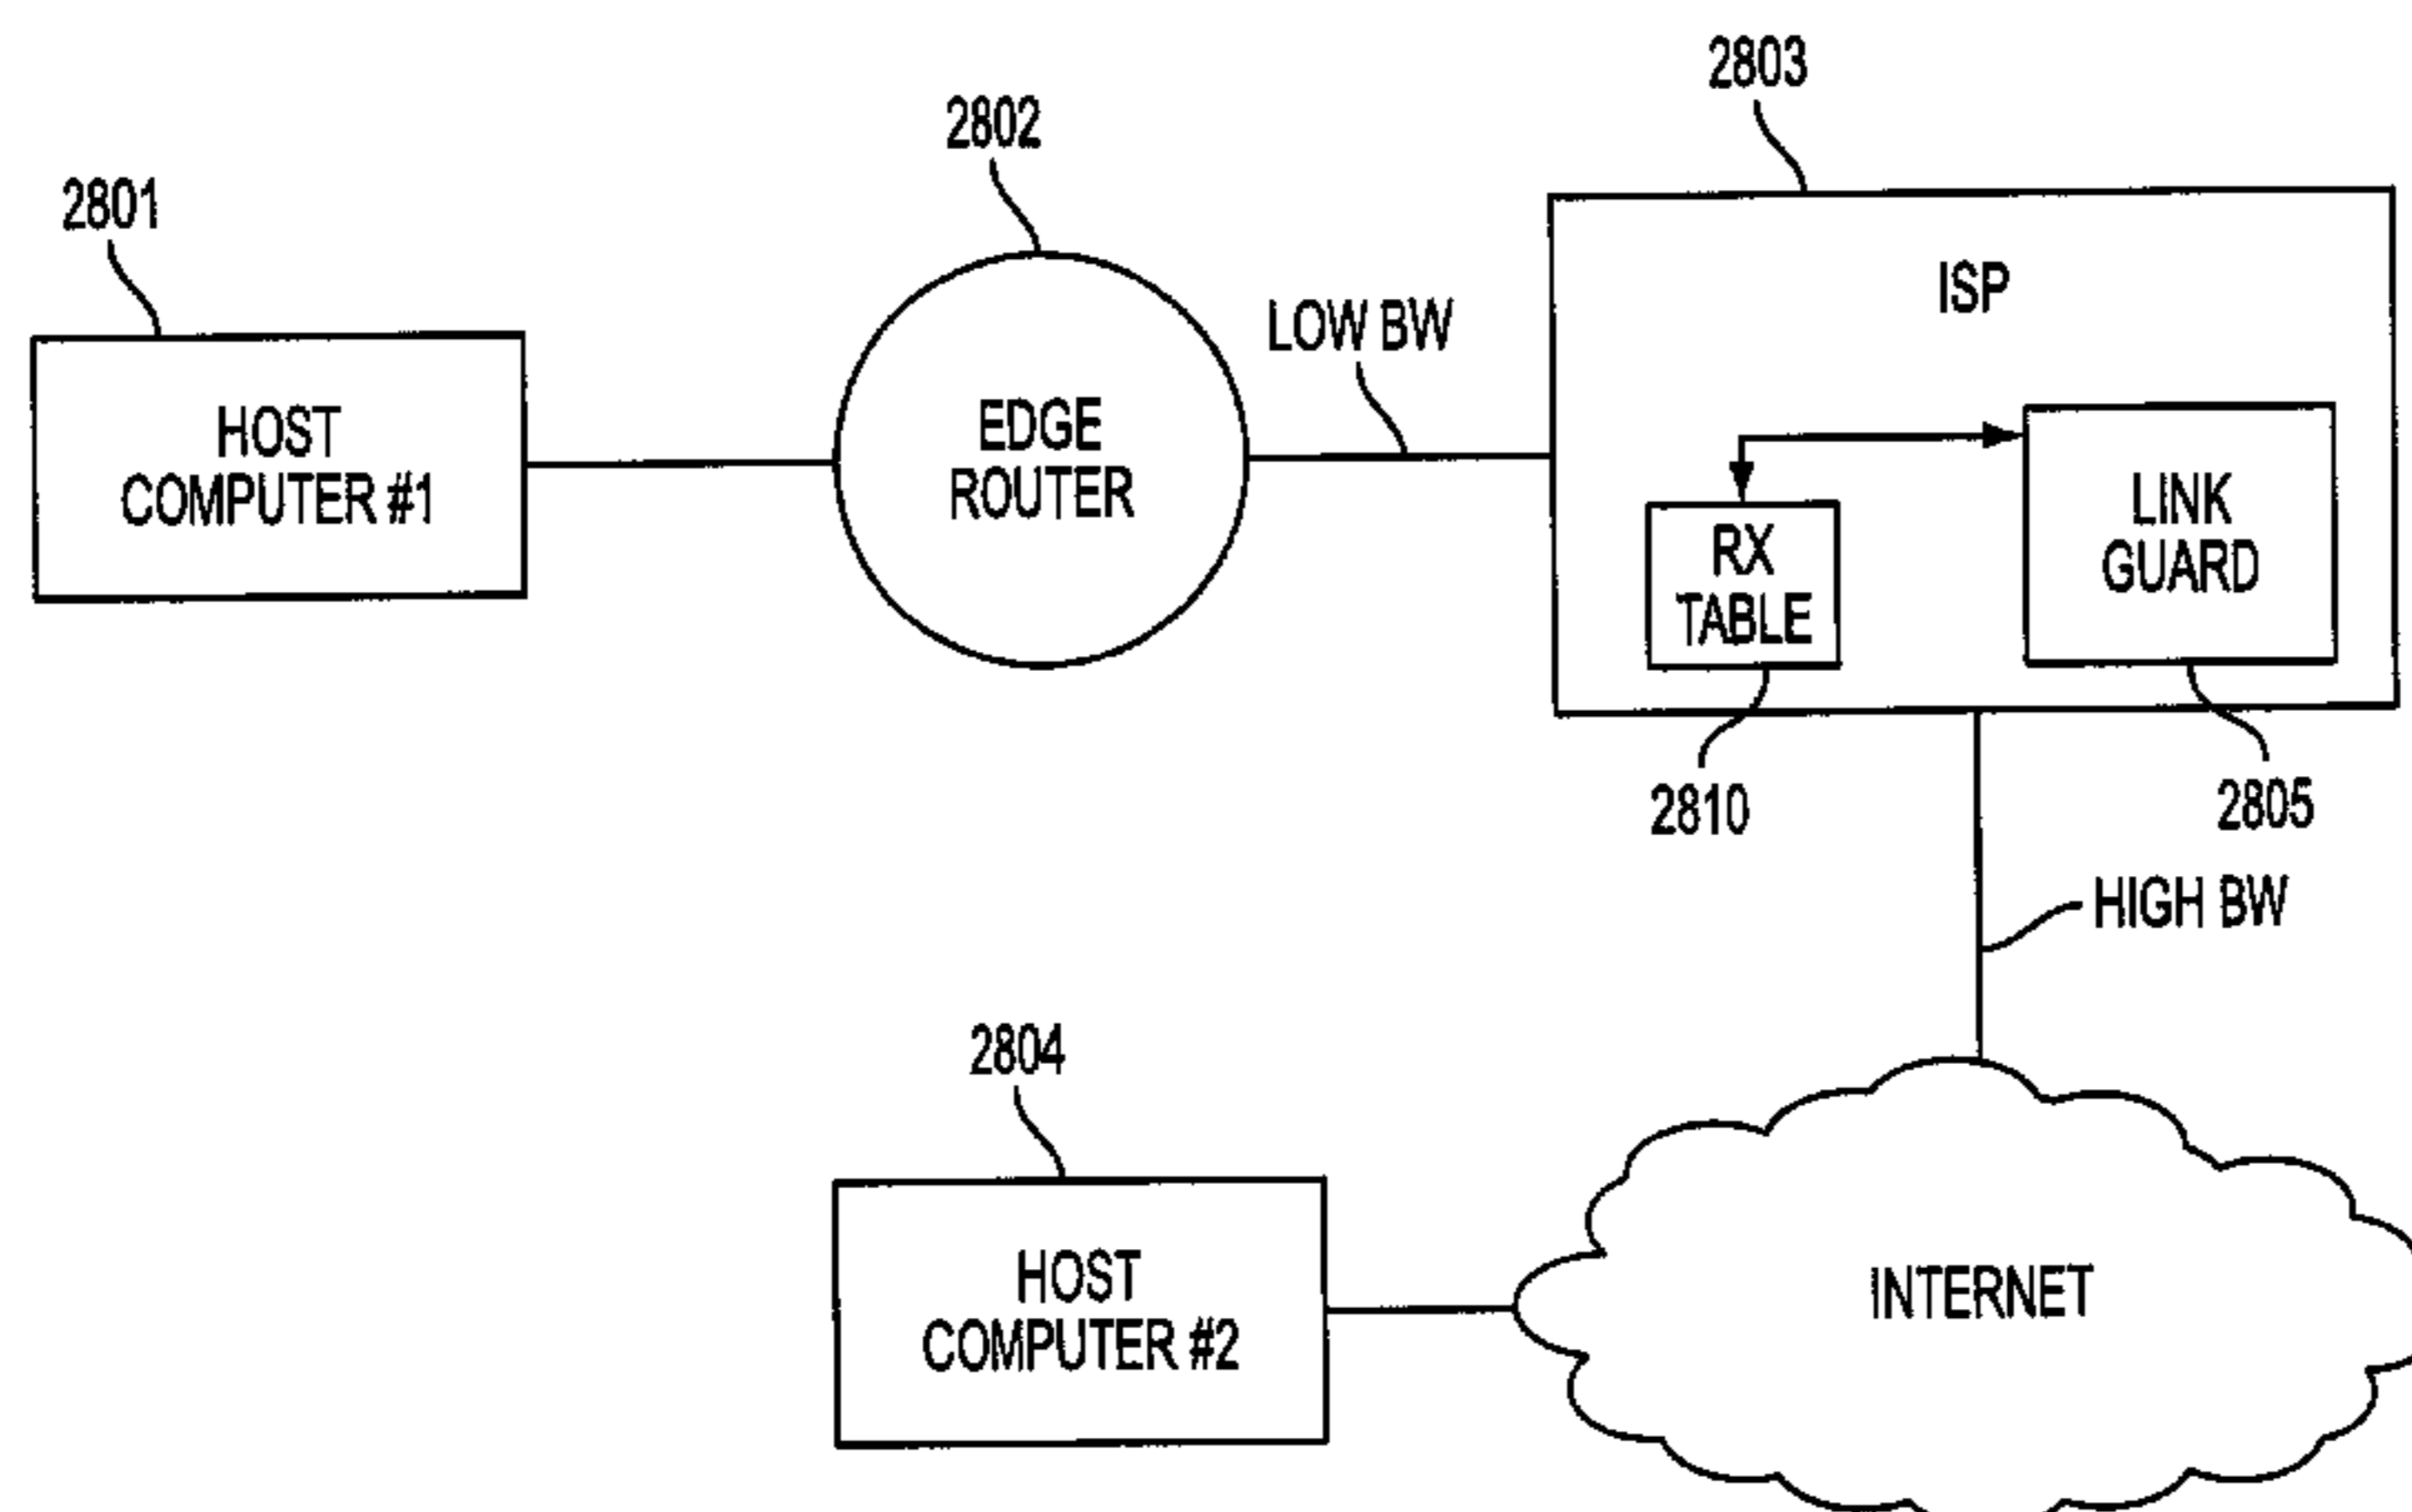 2803
2802
2801
ISP
LOW BW
HOST
COMPUTER #1
EDGE
ROUTER
LINK
GUARD
RX
TABLE
2810
2805
HIGH BW
2804
HOST
COMPUTER #2
INTERNET